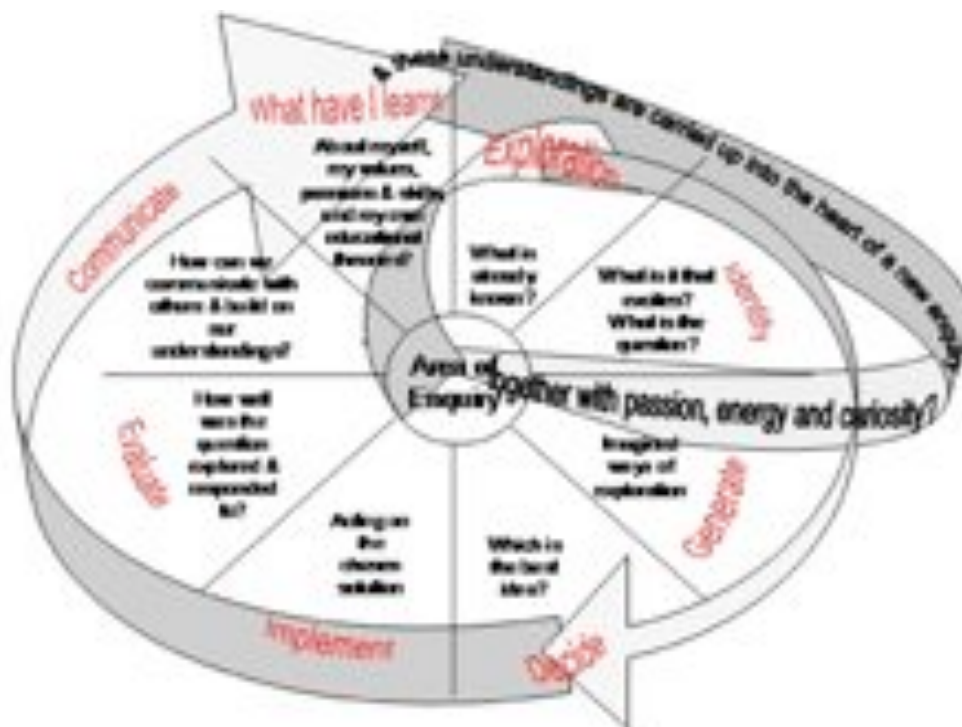 & these understandings are carried up into the heart of a new enquiry
What have I learnt
About myself,
my values,
passions & skills
and my own
educational
Exploration
What is
already
known?
What is it that
What is the
question?
Identify
Communicate
How can we
communicate with
others & build on
our
understandings?
Area of
Enquiry
together with passion, energy and curiosity?
Evaluate
How well
was the
question
explored &
responded
to?
Imagined
ways of
exploration
Generate
Acting on
the
chosen
solution
Which is
the best
idea?
Implement
Decide